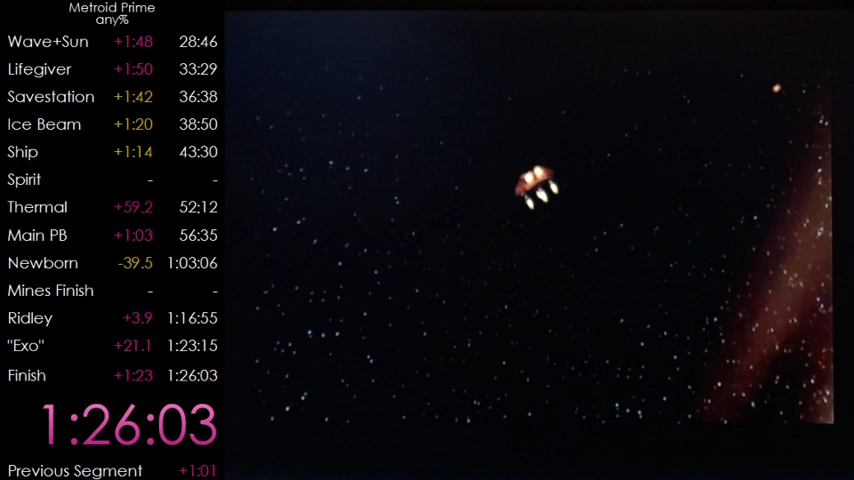 Metroid Prime
any%
Wave+Sun +1:48 28:46
Lifegiver +1:50 33:29
Savestation +1:42 36:38
Ice Beam +1:20 38:50
Ship +1:14 43:30
Spirit - -
Thermal +59.2 52:12
Main PB +1:03 56:35
Newborn -39.5 1:03:06
Mines Finish - -
Ridley +3.9 1:16:55
"Exo" +21.1 1:23:15
Finish +1:23 1:26:03
1:26:03
Previous Segment +1:01